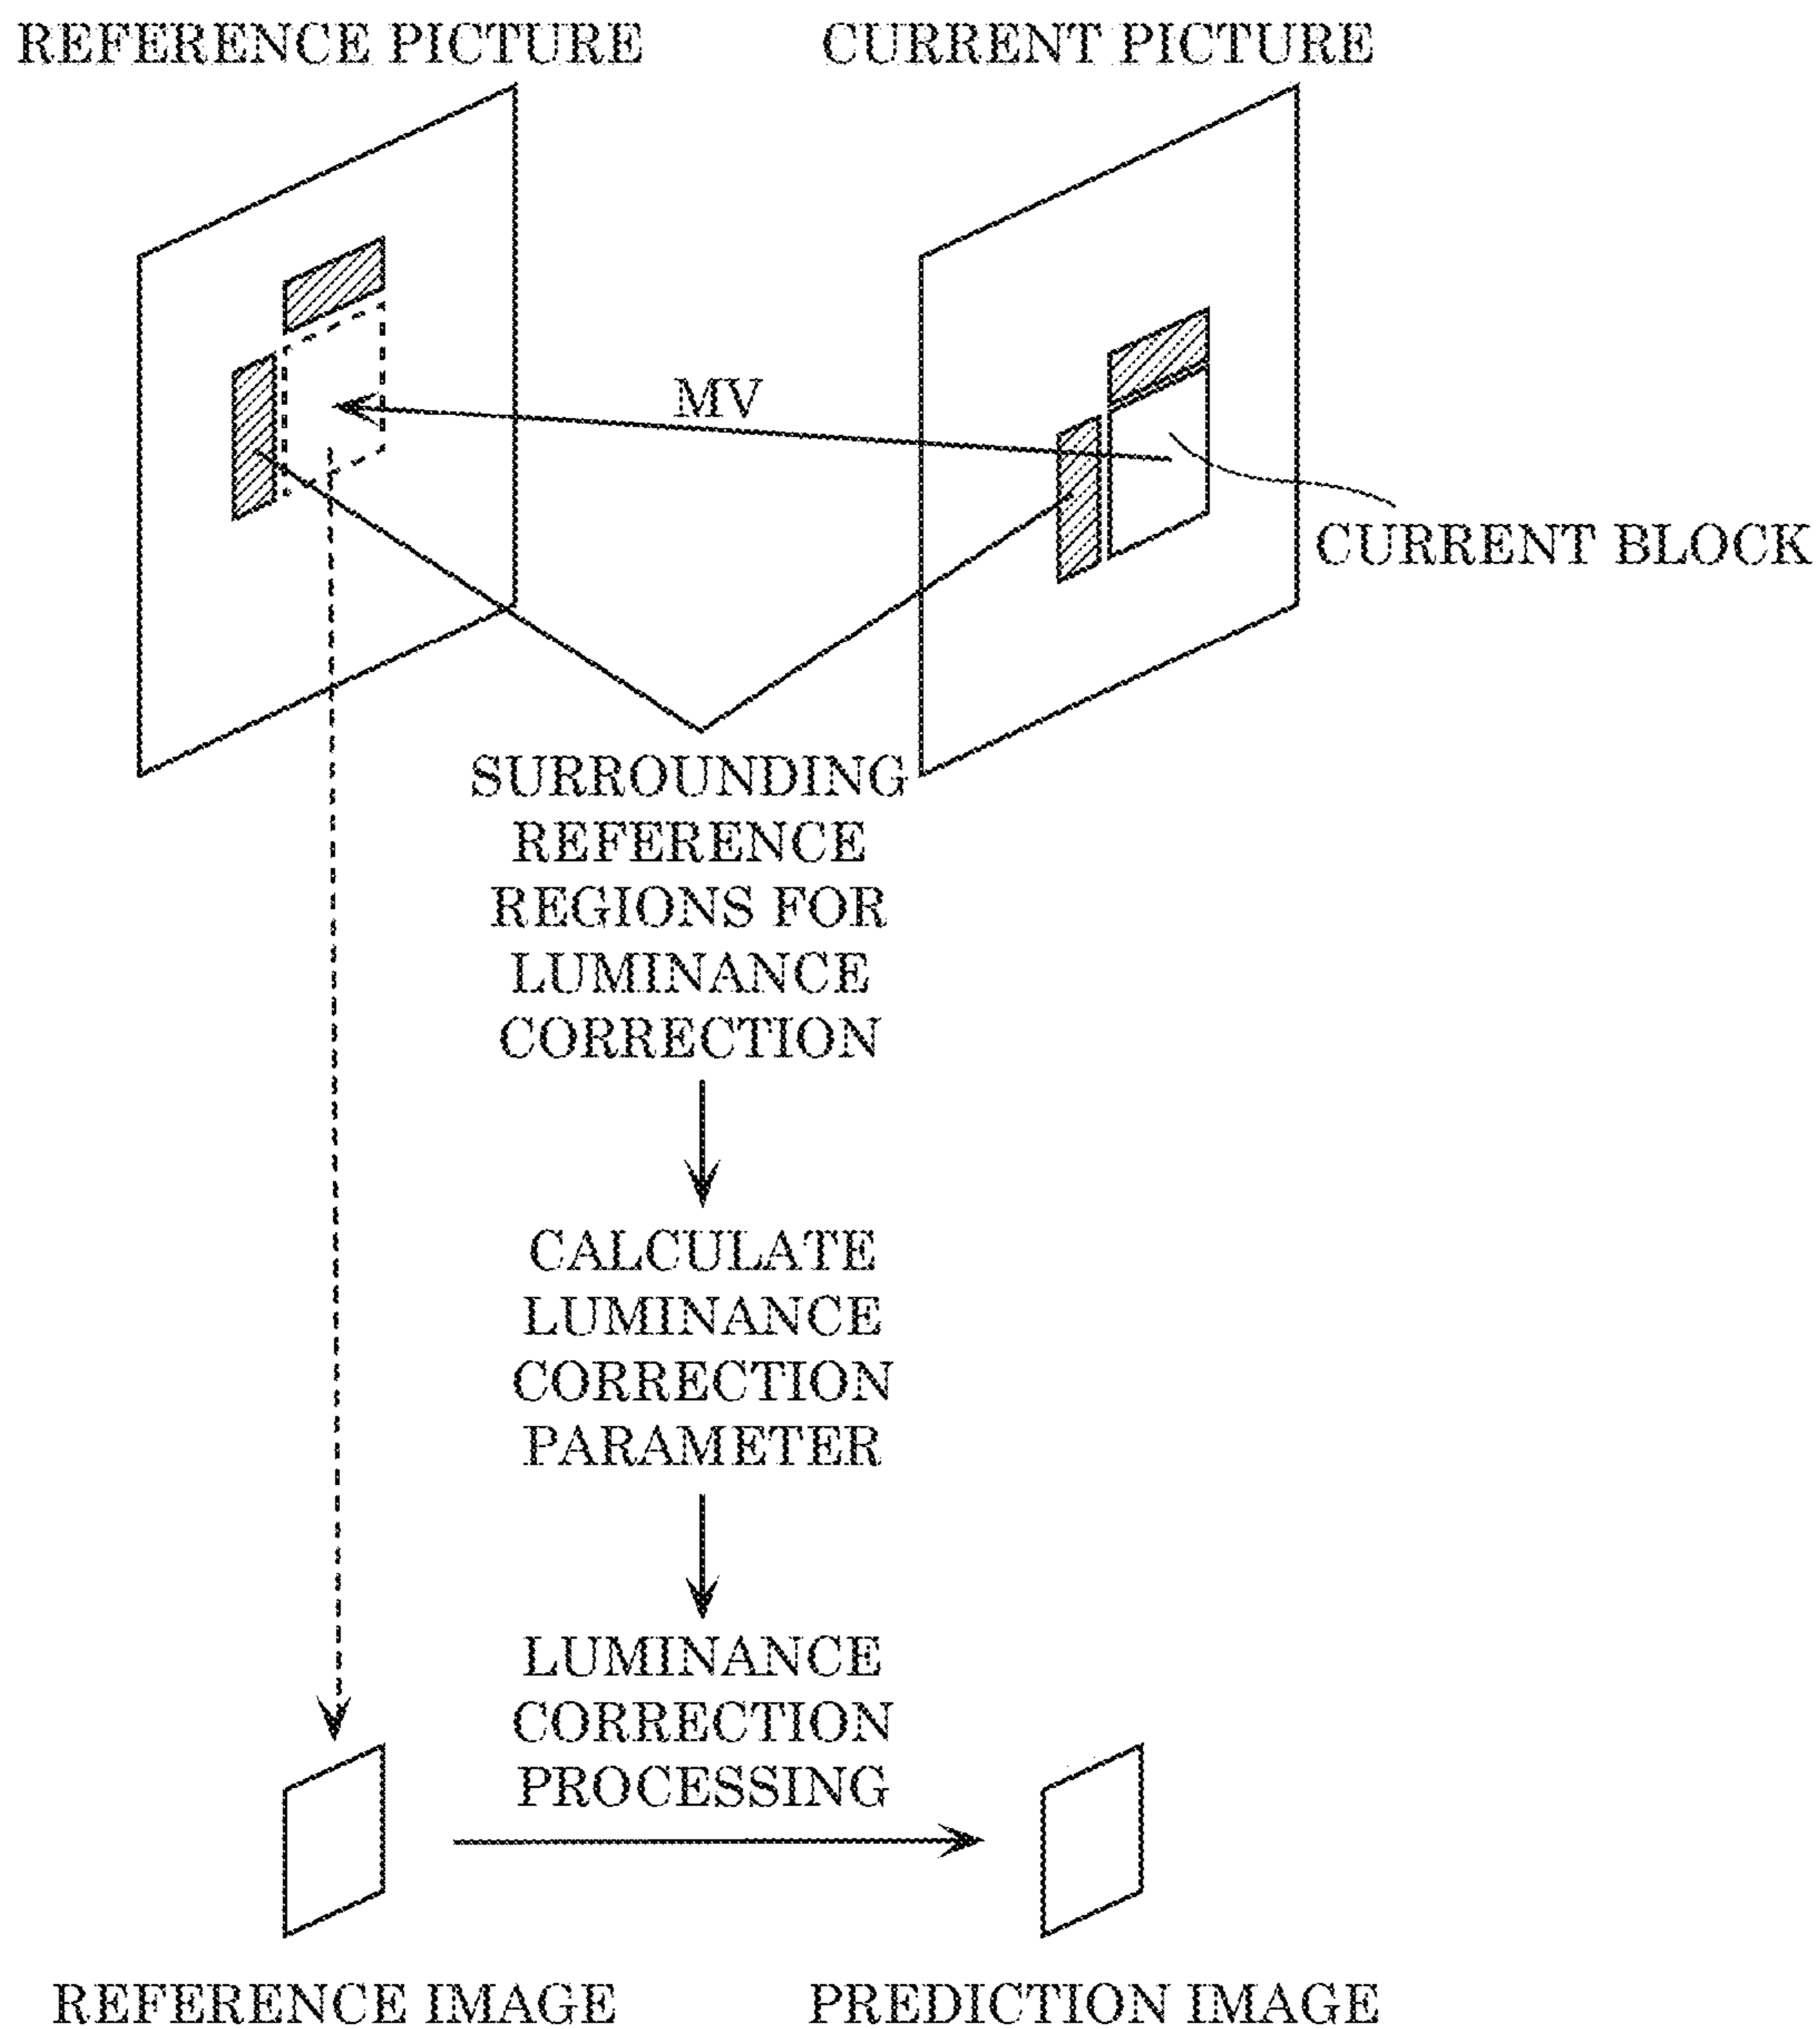 REFERENCE PICTURE
CURRENT PICTURE
MV
CURRENT BLOCK
SURROUNDING
REFERENCE
REGIONS FOR
LUMINANCE
CORRECTION
CALCULATE
LUMINANCE
CORRECTION
PARAMETER
LUMINANCE
CORRECTION
PROCESSING
REFERENCE IMAGE
PREDICTION IMAGE